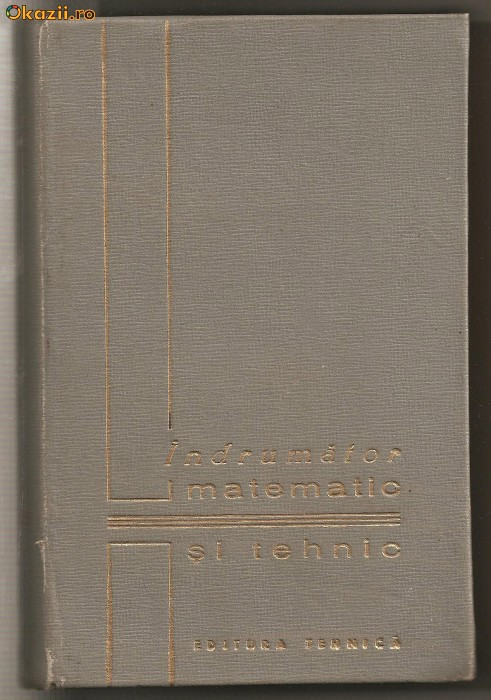 Okazii.ro
Îndrumător
matematic
și tehnic
EDITURA TEHNICĂ